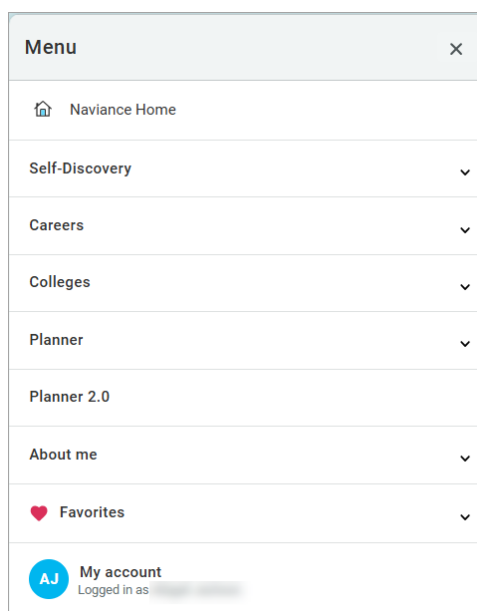 Menu
Naviance Home
Self-Discovery
Careers
Colleges
Planner
Planner 2.0
About me
Favorites
AJ
My account
Logged in as